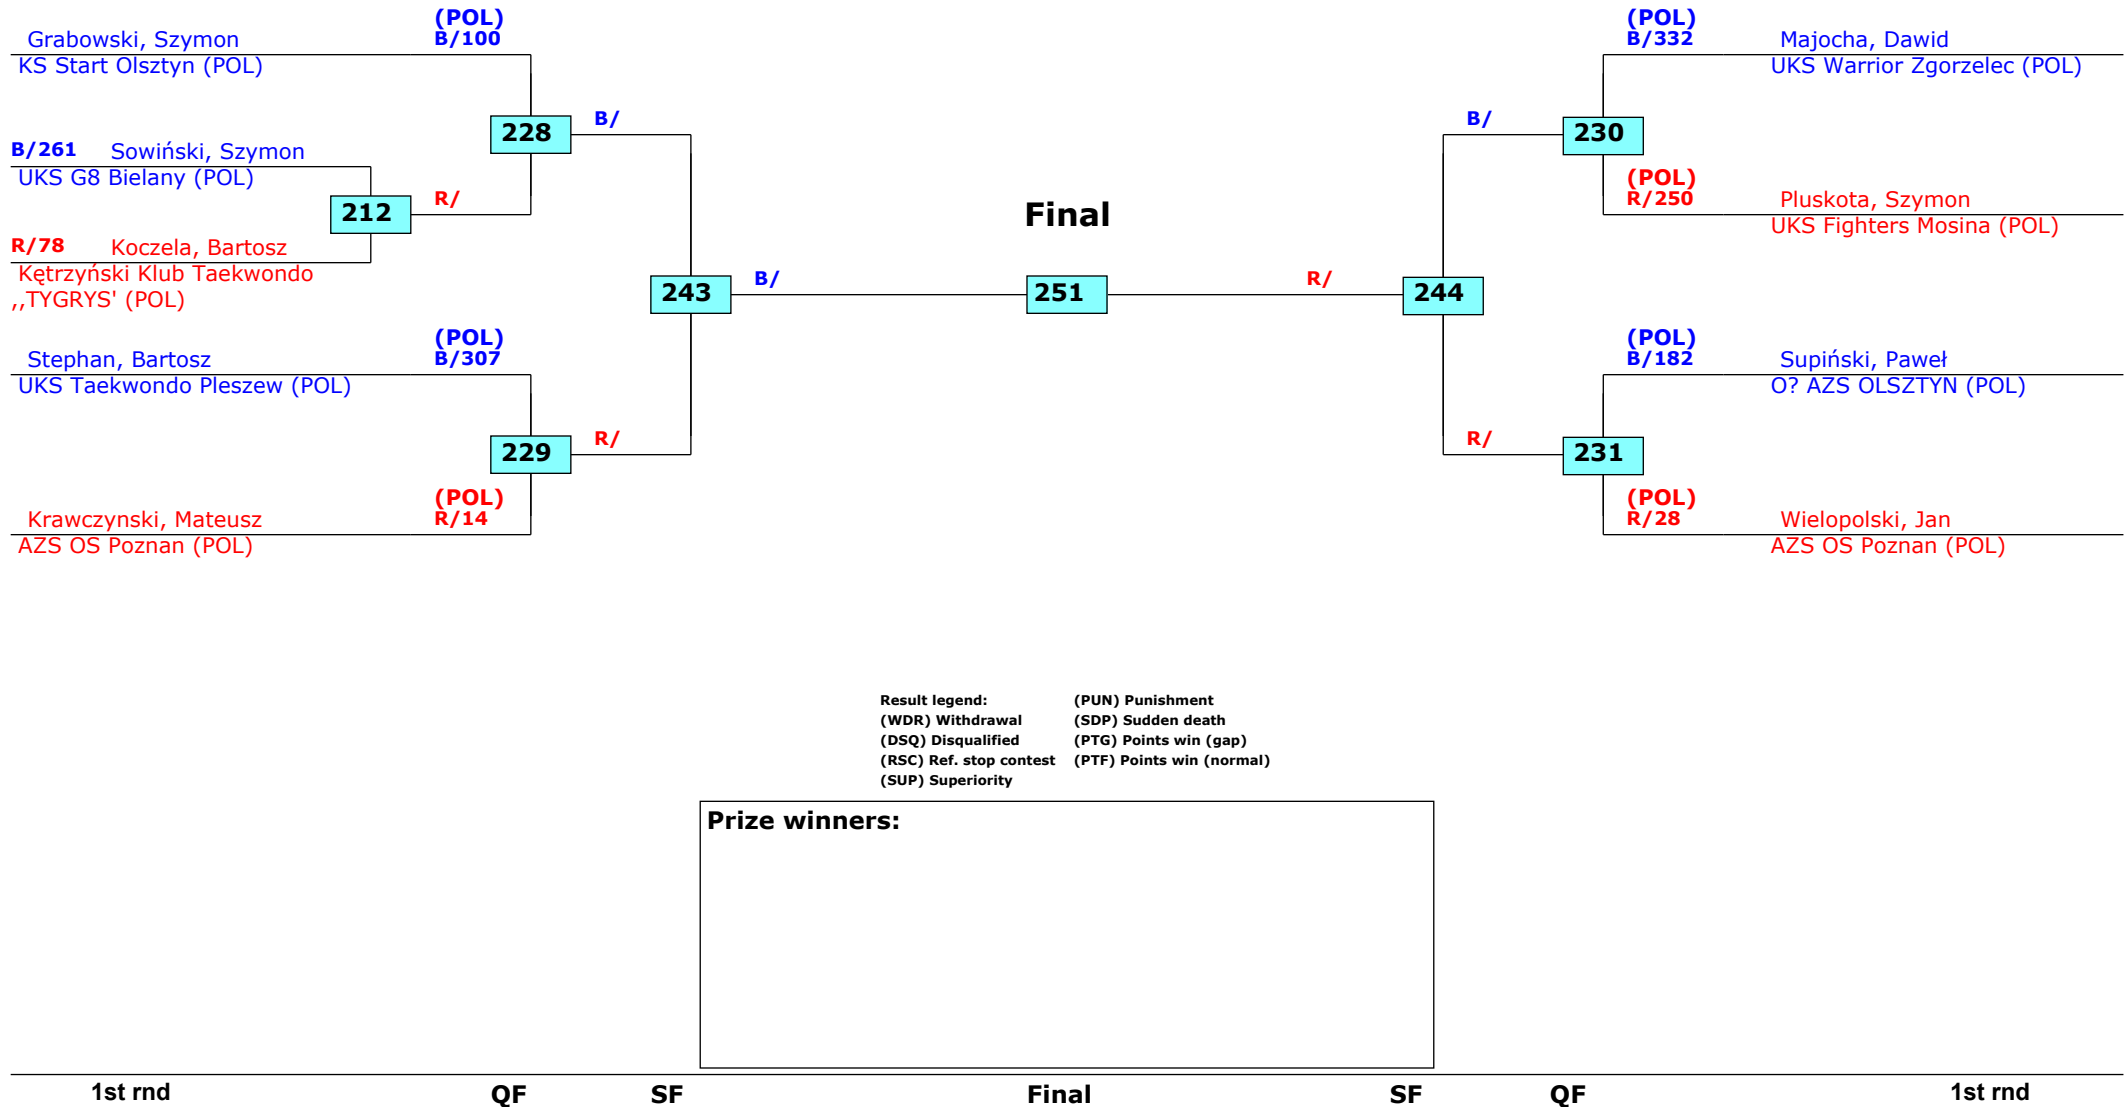 (POL)
Grabowski, Szymon B/100
KS Start Olsztyn (POL)
B/261 Sowiński, Szymon
UKS G8 Bielany (POL)
R/78 Koczela, Bartosz
Kętrzyński Klub Taekwondo
,,TYGRYS' (POL)
(POL)
Stephan, Bartosz B/307
UKS Taekwondo Pleszew (POL)
(POL)
Krawczynski, Mateusz R/14
AZS OS Poznan (POL)
212
R/
228
B/
229
R/
243
B/
Final
251
R/
244
B/
230
R/
231
(POL)
B/332 Majocha, Dawid
UKS Warrior Zgorzelec (POL)
(POL)
R/250 Pluskota, Szymon
UKS Fighters Mosina (POL)
(POL)
B/182 Supiński, Paweł
O? AZS OLSZTYN (POL)
(POL)
R/28 Wielopolski, Jan
AZS OS Poznan (POL)
Result legend: (PUN) Punishment
(WDR) Withdrawal (SDP) Sudden death
(DSQ) Disqualified (PTG) Points win (gap)
(RSC) Ref. stop contest (PTF) Points win (normal)
(SUP) Superiority
Prize winners:
1st rnd QF SF Final SF QF 1st rnd